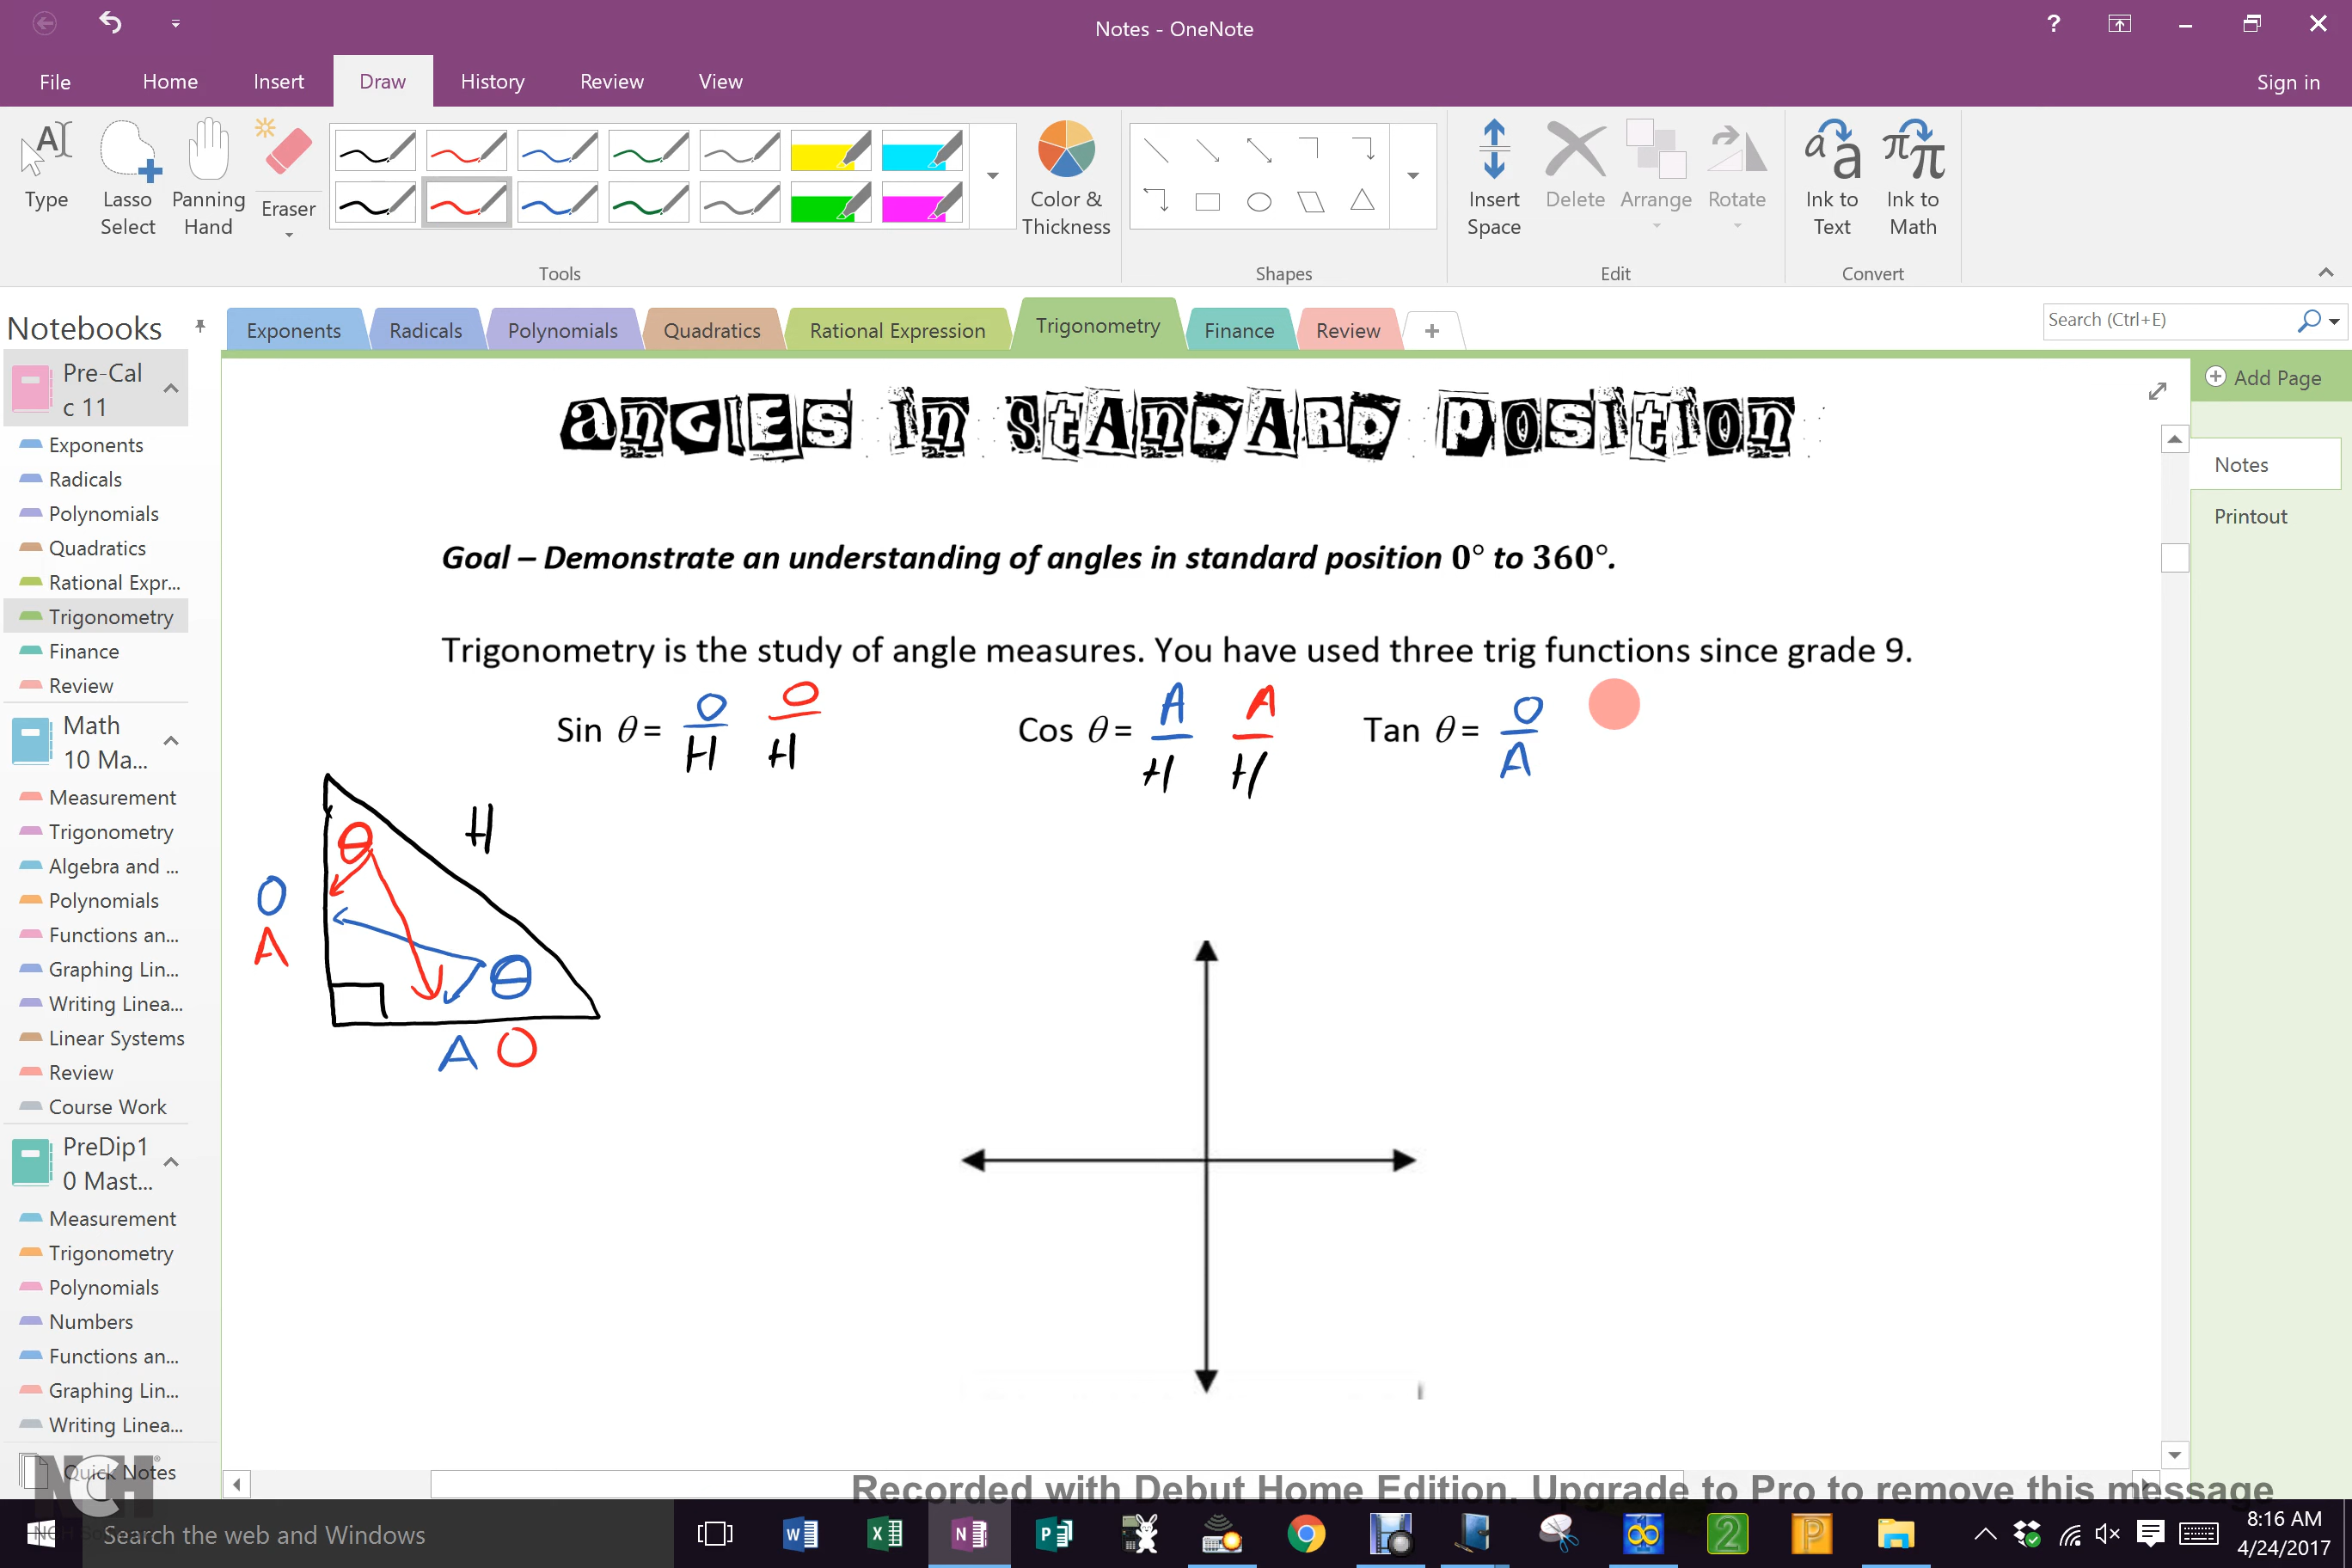 Notes - OneNote
?
File Home Insert Draw History Review View Sign in
Type
Lasso Select
Panning Hand
Eraser
Color & Thickness
Insert Space
Delete
Arrange
Rotate
Ink to Text
Ink to Math
Tools Shapes Edit Convert
Notebooks
Exponents Radicals Polynomials Quadratics Rational Expression Trigonometry Finance Review +
Search (Ctrl+E)
Pre-Cal
c 11
Exponents
Radicals
Polynomials
Quadratics
Rational Expr...
Trigonometry
Finance
Review
Math
10 Ma...
Measurement
Trigonometry
Algebra and ...
Polynomials
Functions an...
Graphing Lin...
Writing Linea...
Linear Systems
Review
Course Work
PreDip1
0 Mast...
Measurement
Trigonometry
Polynomials
Numbers
Functions an...
Graphing Lin...
Writing Linea...
Quick Notes
Add Page
Notes
Printout
ANGlES in StANDARD position
Goal – Demonstrate an understanding of angles in standard position 0° to 360°.
Trigonometry is the study of angle measures. You have used three trig functions since grade 9.
Sin θ = O/H O/H Cos θ = A/H A/H Tan θ = O/A
H
θ
O
A
θ
A O
Recorded with Debut Home Edition. Upgrade to Pro to remove this message
NCH
Search the web and Windows
8:16 AM
4/24/2017